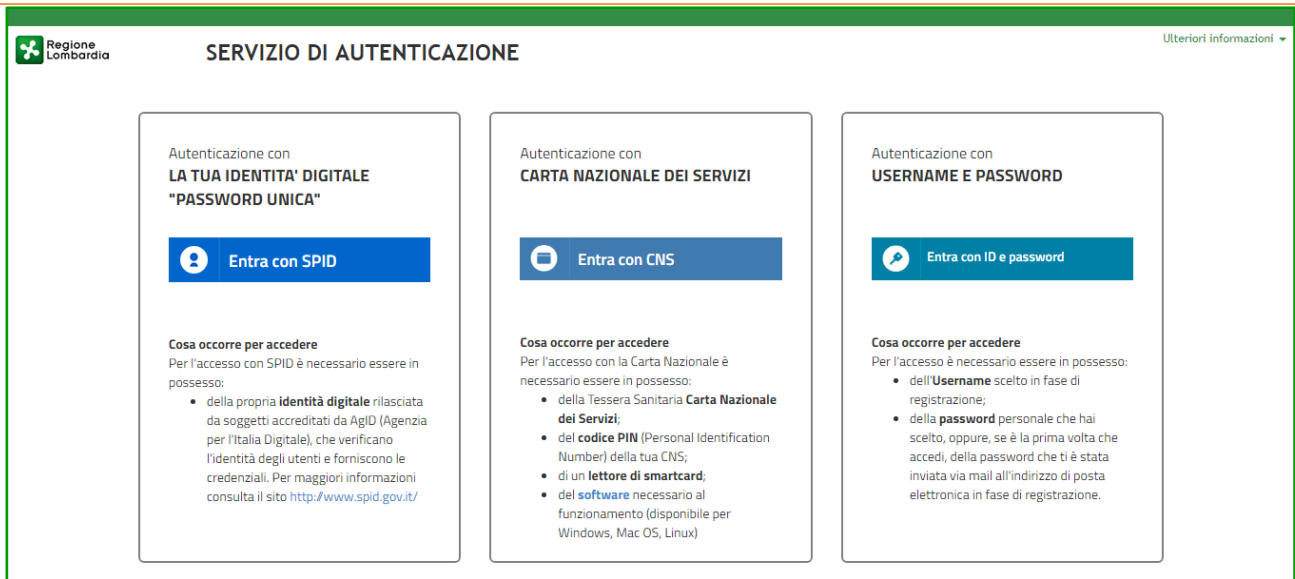 Regione
Lombardia
SERVIZIO DI AUTENTICAZIONE
Ulteriori informazioni
Autenticazione con
LA TUA IDENTITA' DIGITALE
"PASSWORD UNICA"
Entra con SPID
Cosa occorre per accedere
Per l'accesso con SPID è necessario essere in
possesso:
• della propria identità digitale rilasciata
da soggetti accreditati da AgID (Agenzia
per l'Italia Digitale), che verificano
l'identità degli utenti e forniscono le
credenziali. Per maggiori informazioni
consulta il sito http://www.spid.gov.it/
Autenticazione con
CARTA NAZIONALE DEI SERVIZI
Entra con CNS
Cosa occorre per accedere
Per l'accesso con la Carta Nazionale è
necessario essere in possesso:
• della Tessera Sanitaria Carta Nazionale
dei Servizi;
• del codice PIN (Personal Identification
Number) della tua CNS;
• di un lettore di smartcard;
• del software necessario al
funzionamento (disponibile per
Windows, Mac OS, Linux)
Autenticazione con
USERNAME E PASSWORD
Entra con ID e password
Cosa occorre per accedere
Per l'accesso è necessario essere in possesso:
• dell'Username scelto in fase di
registrazione;
• della password personale che hai
scelto, oppure, se è la prima volta che
accedi, della password che ti è stata
inviata via mail all'indirizzo di posta
elettronica in fase di registrazione.